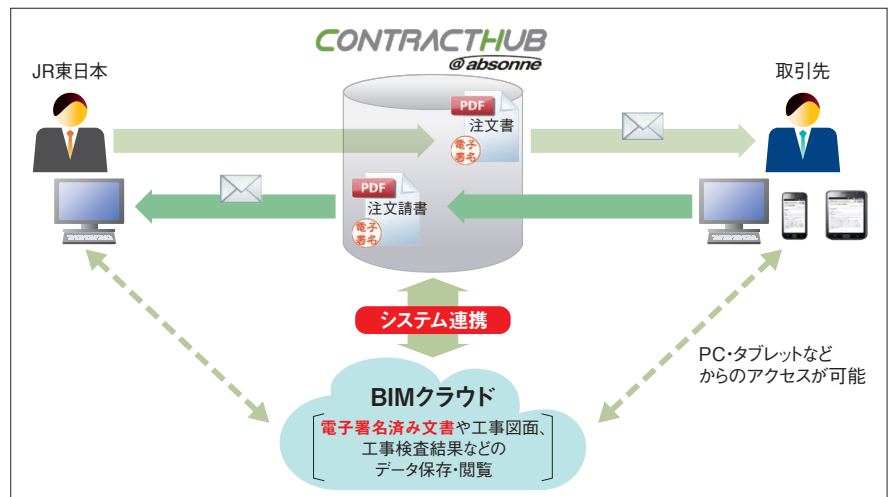 CONTRACTHUB
@absonne
JR東日本
取引先
PDF
注文書
電子
署名
PDF
注文請書
電子
署名
システム連携
PC・タブレットなど
からのアクセスが可能
BIMクラウド
電子署名済み文書や工事図面、
工事検査結果などの
データ保存・閲覧